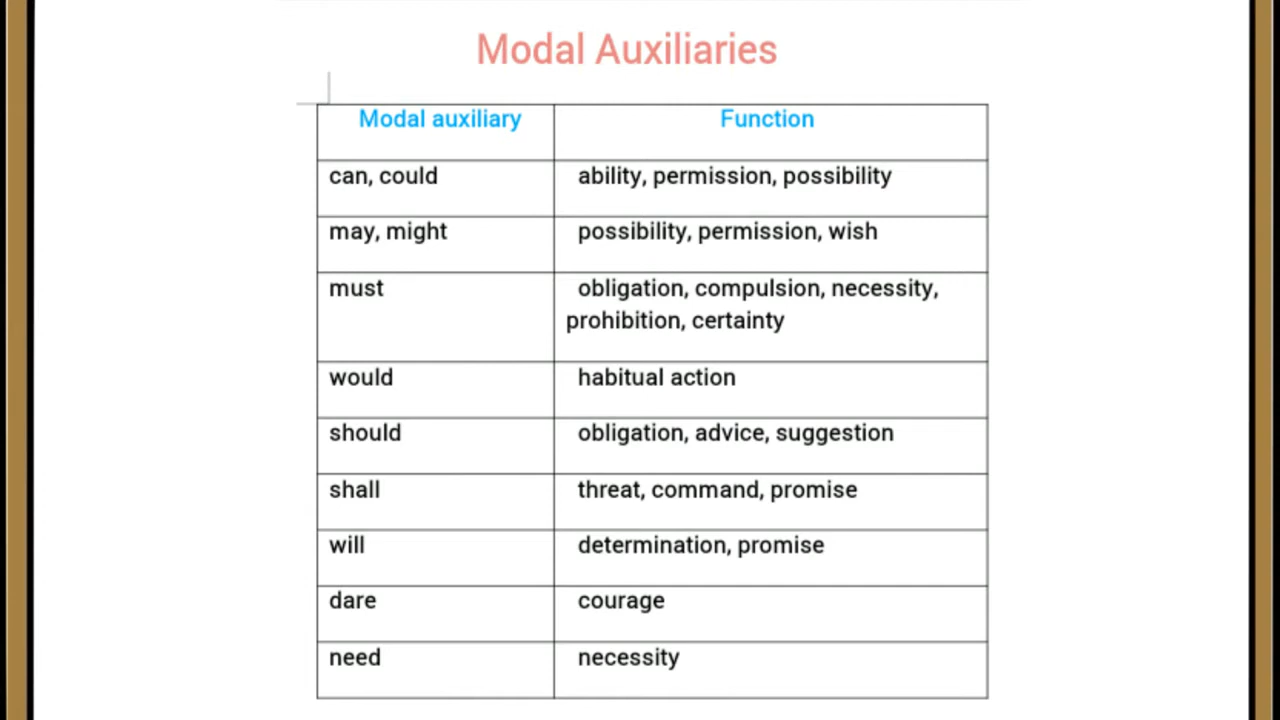 Modal Auxiliaries
Modal auxiliary Function
can, could ability, permission, possibility
may, might possibility, permission, wish
must obligation, compulsion, necessity,
prohibition, certainty
would habitual action
should obligation, advice, suggestion
shall threat, command, promise
will determination, promise
dare courage
need necessity